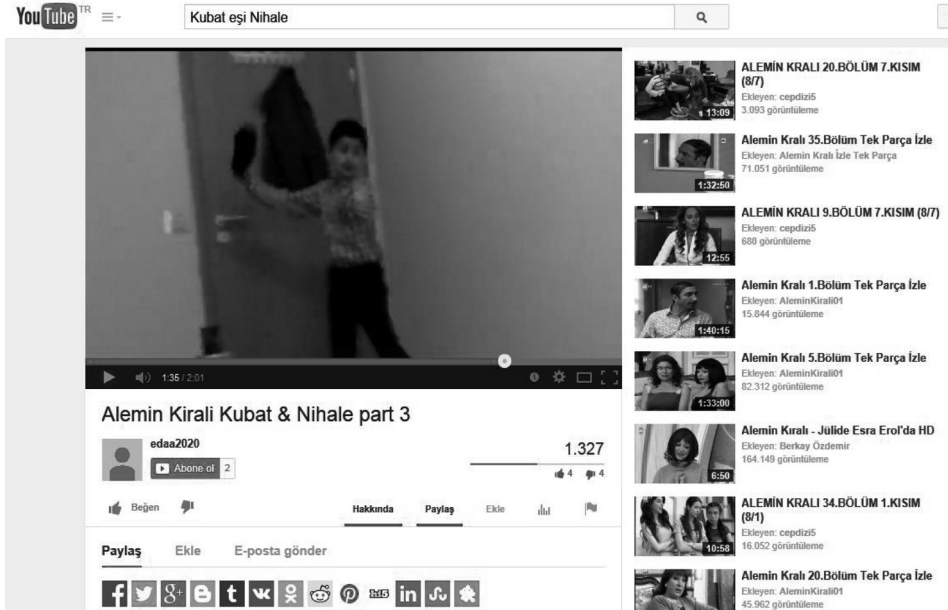 YouTube TR
Kubat eşi Nihale
1:35 / 2:01
Alemin Kirali Kubat & Nihale part 3
edaa2020
Abone ol 2
1.327
4 4
Beğen
Hakkında Paylaş Ekle
Paylaş Ekle E-posta gönder
ALEMİN KRALI 20.BÖLÜM 7.KISIM
(8/7)
Ekleyen: cepdizi5
3.093 görüntüleme
13:09
Alemin Kralı 35.Bölüm Tek Parça İzle
Ekleyen: Alemin Kralı İzle Tek Parça
71.051 görüntüleme
1:32:50
ALEMİN KRALI 9.BÖLÜM 7.KISIM (8/7)
Ekleyen: cepdizi5
680 görüntüleme
12:55
Alemin Kralı 1.Bölüm Tek Parça İzle
Ekleyen: AleminKirali01
15.844 görüntüleme
1:40:15
Alemin Kralı 5.Bölüm Tek Parça İzle
Ekleyen: AleminKirali01
82.312 görüntüleme
1:33:00
Alemin Kıralı - Jülide Esra Erol'da HD
Ekleyen: Berkay Özdemir
164.149 görüntüleme
6:50
ALEMİN KRALI 34.BÖLÜM 1.KISIM
(8/1)
Ekleyen: cepdizi5
16.052 görüntüleme
10:58
Alemin Kralı 20.Bölüm Tek Parça İzle
Ekleyen: AleminKirali01
45.962 görüntüleme